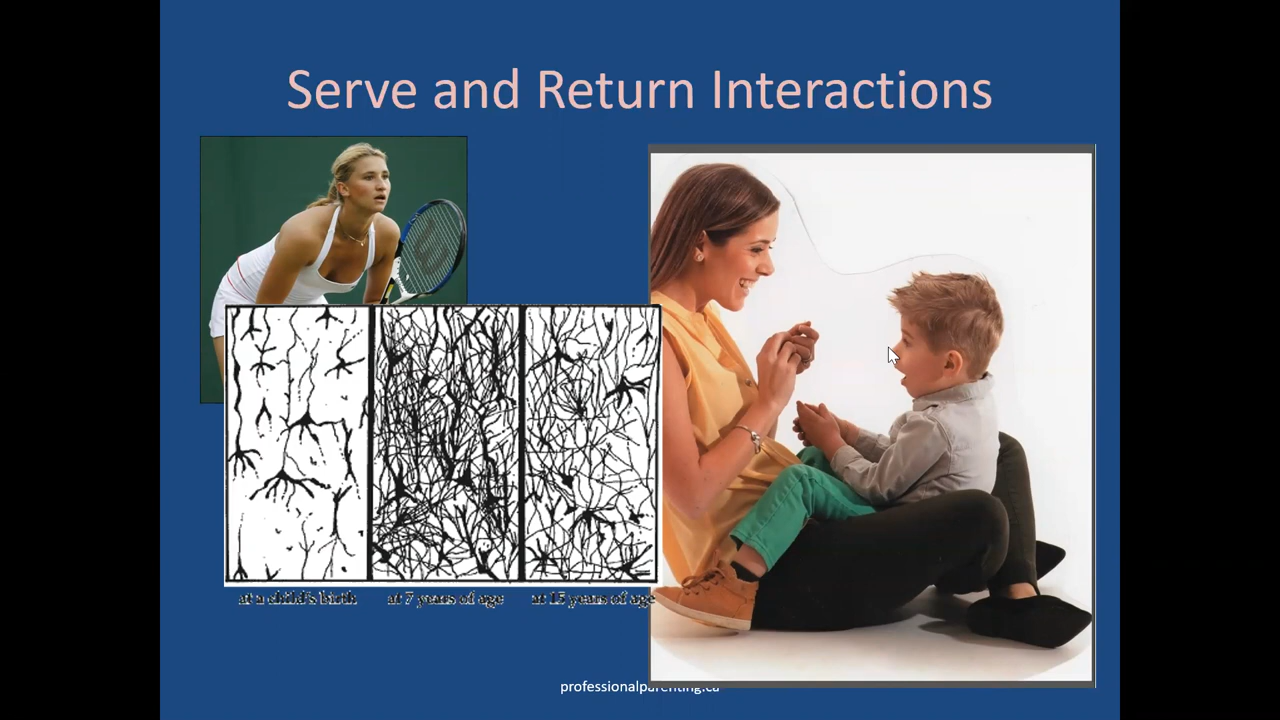 Serve and Return Interactions
at a child's birth
at 7 years of age
at 15 years of age
professionalparenting.ca